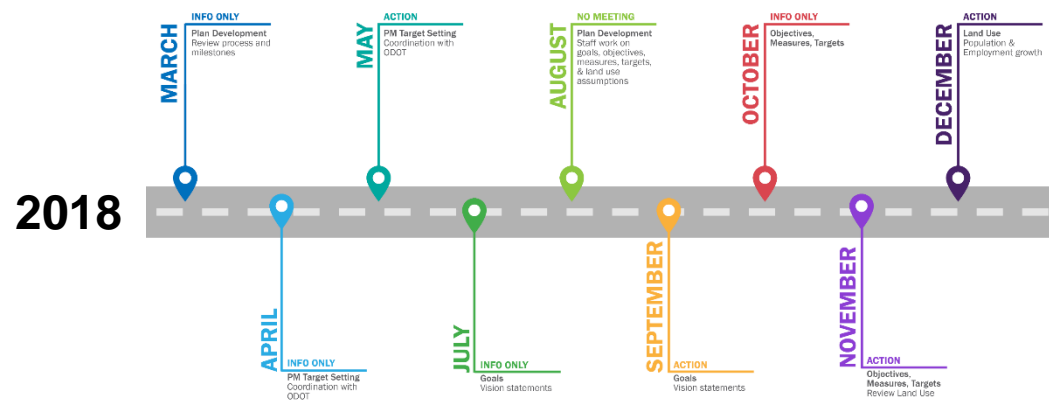 2018
MARCH
INFO ONLY
Plan Development
Review process and
milestones
APRIL
INFO ONLY
PM Target Setting
Coordination with
ODOT
MAY
ACTION
PM Target Setting
Coordination with
ODOT
JULY
INFO ONLY
Goals
Vision statements
AUGUST
NO MEETING
Plan Development
Staff work on
goals, objectives,
measures, targets,
& land use
assumptions
SEPTEMBER
ACTION
Goals
Vision statements
OCTOBER
INFO ONLY
Objectives,
Measures, Targets
NOVEMBER
ACTION
Objectives,
Measures, Targets
Review Land Use
DECEMBER
ACTION
Land Use
Population &
Employment growth